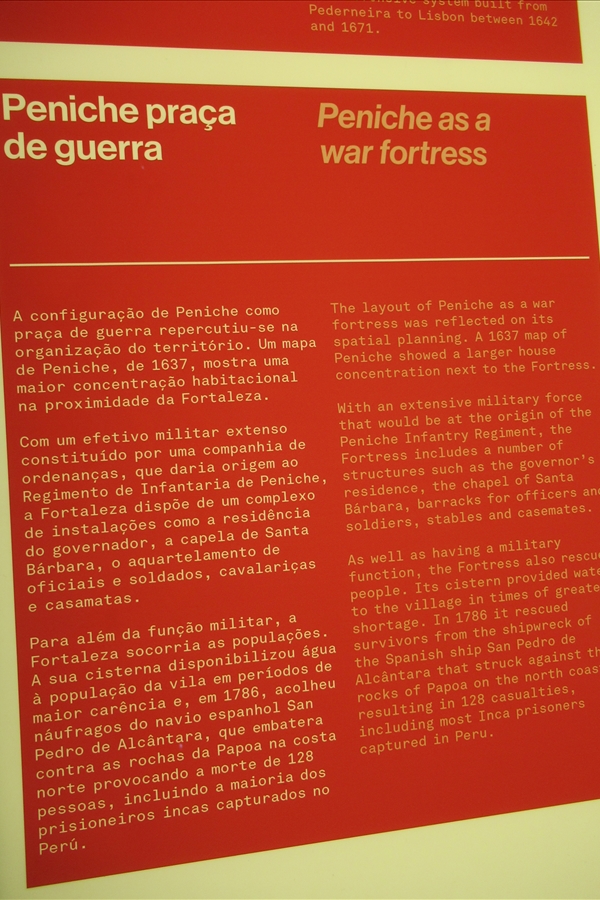 system built from
Pederneira to Lisbon between 1642
and 1671.
Peniche praça
de guerra
Peniche as a
war fortress
A configuração de Peniche como
praça de guerra repercutiu-se na
organização do território. Um mapa
de Peniche, de 1637, mostra uma
maior concentração habitacional
na proximidade da Fortaleza.
Com um efetivo militar extenso
constituído por uma companhia de
ordenanças, que daria origem ao
Regimento de Infantaria de Peniche,
a Fortaleza dispõe de um complexo
de instalações como a residência
do governador, a capela de Santa
Bárbara, o aquartelamento de
oficiais e soldados, cavalariças
e casamatas.
Para além da função militar, a
Fortaleza socorria as populações.
A sua cisterna disponibilizou água
à população da vila em períodos de
maior carência e, em 1786, acolheu
náufragos do navio espanhol San
Pedro de Alcântara, que embatera
contra as rochas da Papoa na costa
norte provocando a morte de 128
pessoas, incluindo a maioria dos
prisioneiros incas capturados no
Perú.
The layout of Peniche as a war
fortress was reflected on its
spatial planning. A 1637 map of
Peniche showed a larger house
concentration next to the Fortress.
With an extensive military force
that would be at the origin of the
Peniche Infantry Regiment, the
Fortress includes a number of
structures such as the governor's
residence, the chapel of Santa
Bárbara, barracks for officers and
soldiers, stables and casemates.
As well as having a military
function, the Fortress also
people. Its cistern provided
to the village in times of
shortage. In 1786 it rescued
survivors from the shipwreck of
the Spanish ship San Pedro de
Alcântara that struck against
rocks of Papoa on the north
resulting in 128 casualties,
including most Inca prisoners
captured in Peru.